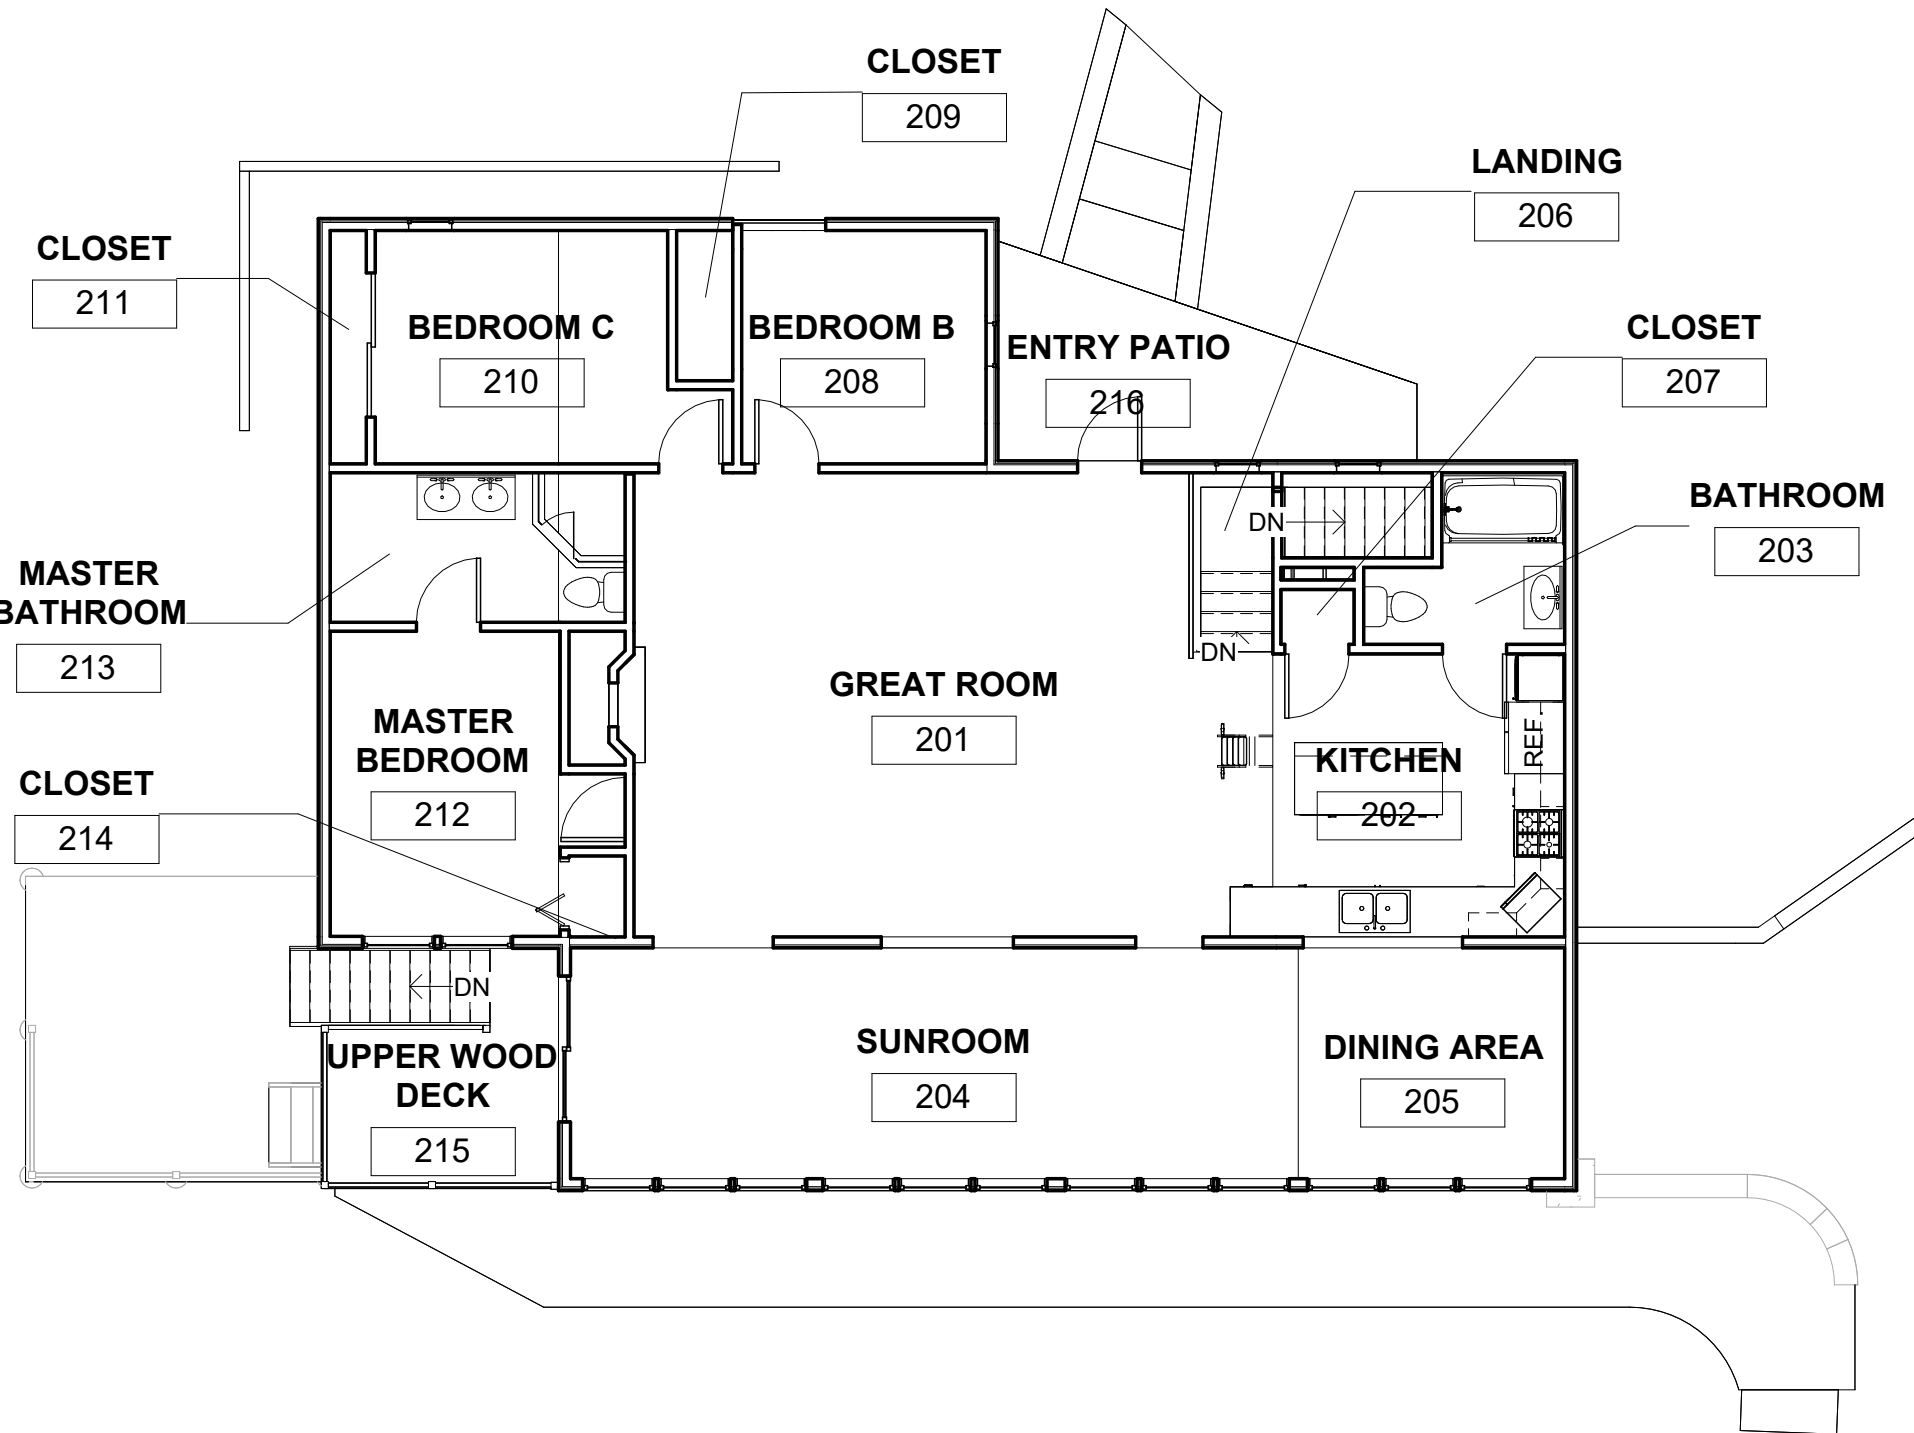 CLOSET
209
LANDING
206
CLOSET
211
BEDROOM C
210
BEDROOM B
208
ENTRY PATIO
216
CLOSET
207
BATHROOM
203
DN
MASTER
BATHROOM
213
DN
GREAT ROOM
201
MASTER
BEDROOM
212
KITCHEN
202
REF.
CLOSET
214
DN
UPPER WOOD
DECK
215
SUNROOM
204
DINING AREA
205